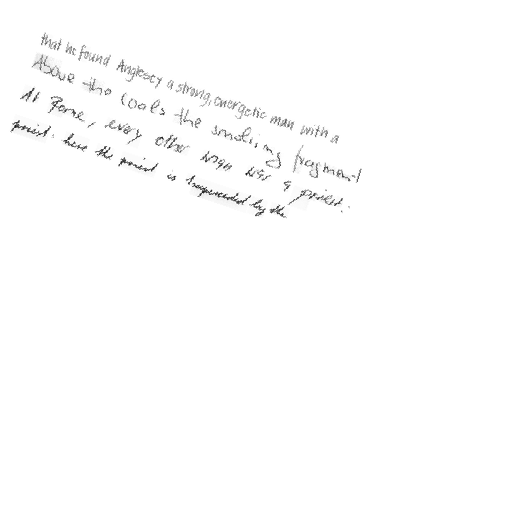 that he found Anglesey a strong, energetic man with a
Above the coals the smoking fragment
At Rome, every other man was a priest:
priest. here the priest is by the